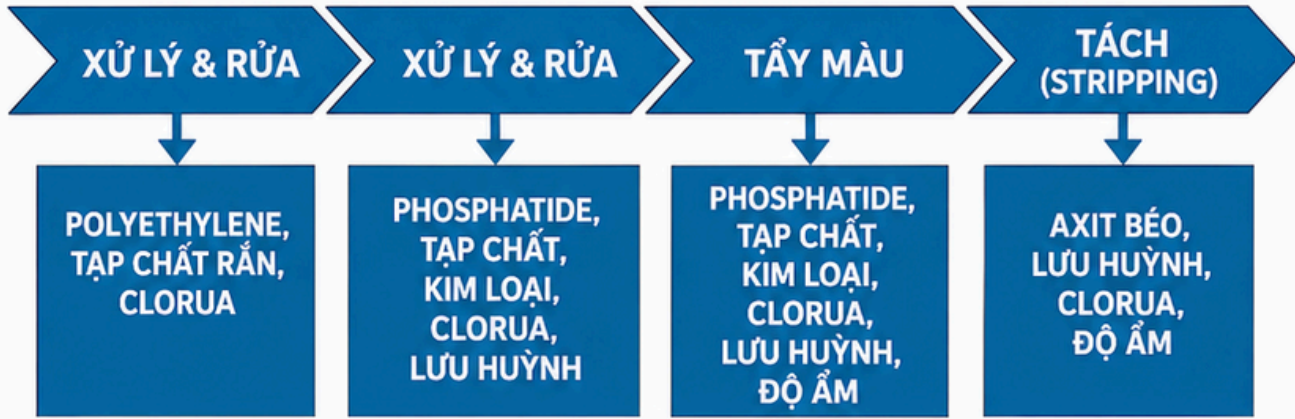 XỬ LÝ & RỬA
XỬ LÝ & RỬA
TẨY MÀU
TÁCH
(STRIPPING)
POLYETHYLENE,
TẠP CHẤT RẮN,
CLORUA
PHOSPHATIDE,
TẠP CHẤT,
KIM LOẠI,
CLORUA,
LƯU HUỲNH
PHOSPHATIDE,
TẠP CHẤT,
KIM LOẠI,
CLORUA,
LƯU HUỲNH,
ĐỘ ẨM
AXIT BÉO,
LƯU HUỲNH,
CLORUA,
ĐỘ ẨM